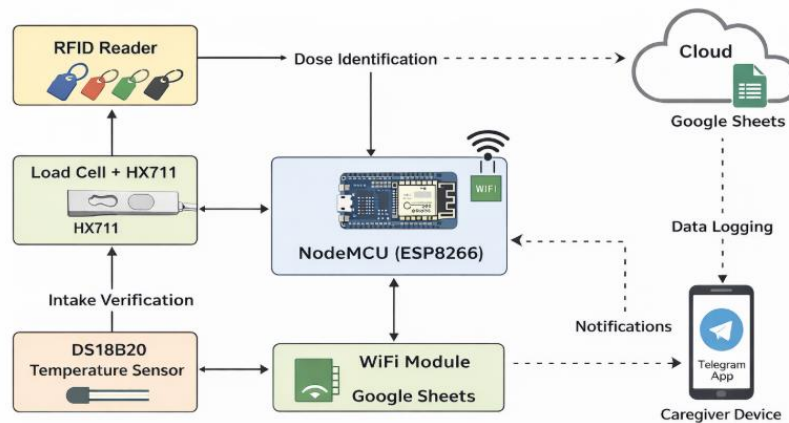 RFID Reader
Dose Identification
Cloud
Google Sheets
Load Cell + HX711
HX711
WIFI
NodeMCU (ESP8266)
Data Logging
Intake Verification
Notifications
DS18B20
Temperature Sensor
WiFi Module
Google Sheets
Telegram
App
Caregiver Device